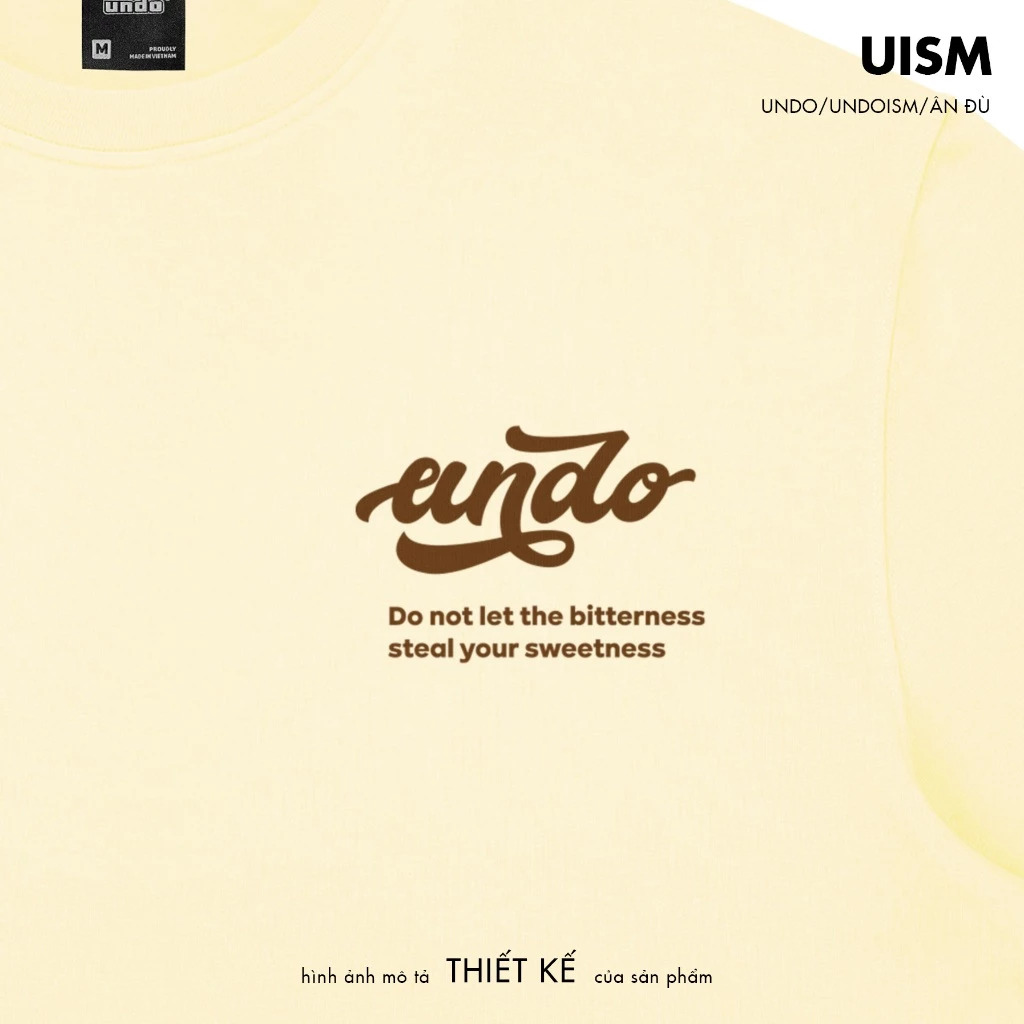 undo
M
PROUDLY
MADE IN VIETNAM
UISM
UNDO/UNDOISM/ÂN ĐÙ
undo
Do not let the bitterness
steal your sweetness
hình ảnh mô tả THIẾT KẾ của sản phẩm